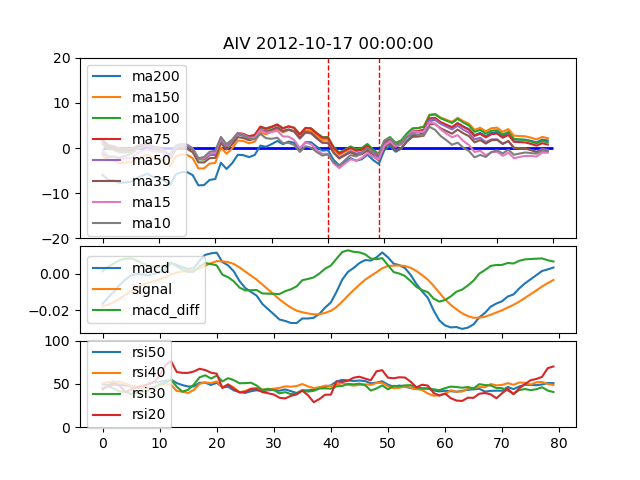 AIV 2012-10-17 00:00:00
20
10
0
−10
−20
ma200
ma150
ma100
ma75
ma50
ma35
ma15
ma10
0.00
−0.02
macd
signal
macd_diff
100
50
0
rsi50
rsi40
rsi30
rsi20
0 10 20 30 40 50 60 70 80